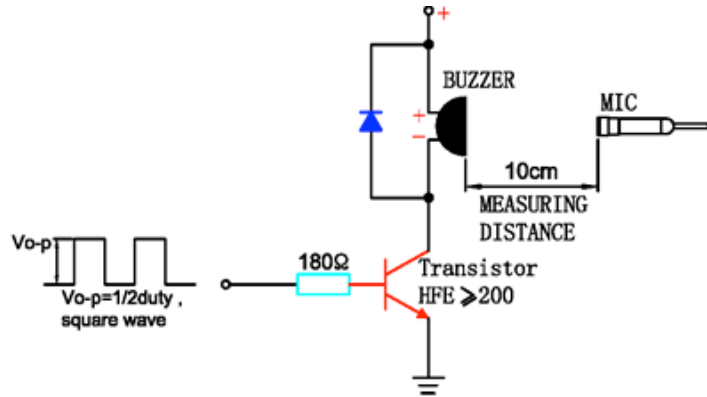 +
BUZZER
+
−
MIC
10cm
MEASURING
DISTANCE
Vo-p
180Ω
Transistor
HFE ⩾200
Vo-p=1/2duty ,
square wave